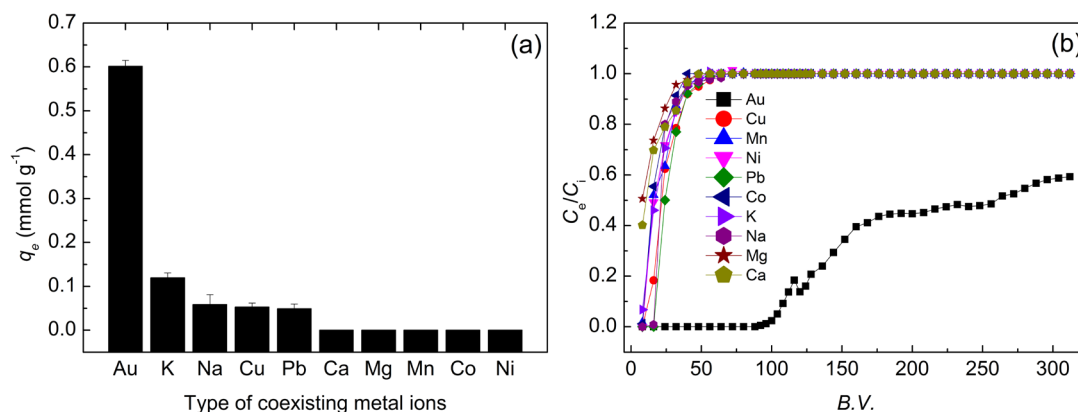 (a)
0.7
0.6
0.5
0.4
0.3
0.2
0.1
0.0
qₑ (mmol g⁻¹)
Au K Na Cu Pb Ca Mg Mn Co Ni
Type of coexisting metal ions
(b)
1.2
1.0
0.8
0.6
0.4
0.2
0.0
Cₑ/Cᵢ
Au
Cu
Mn
Ni
Pb
Co
K
Na
Mg
Ca
0 50 100 150 200 250 300
B.V.